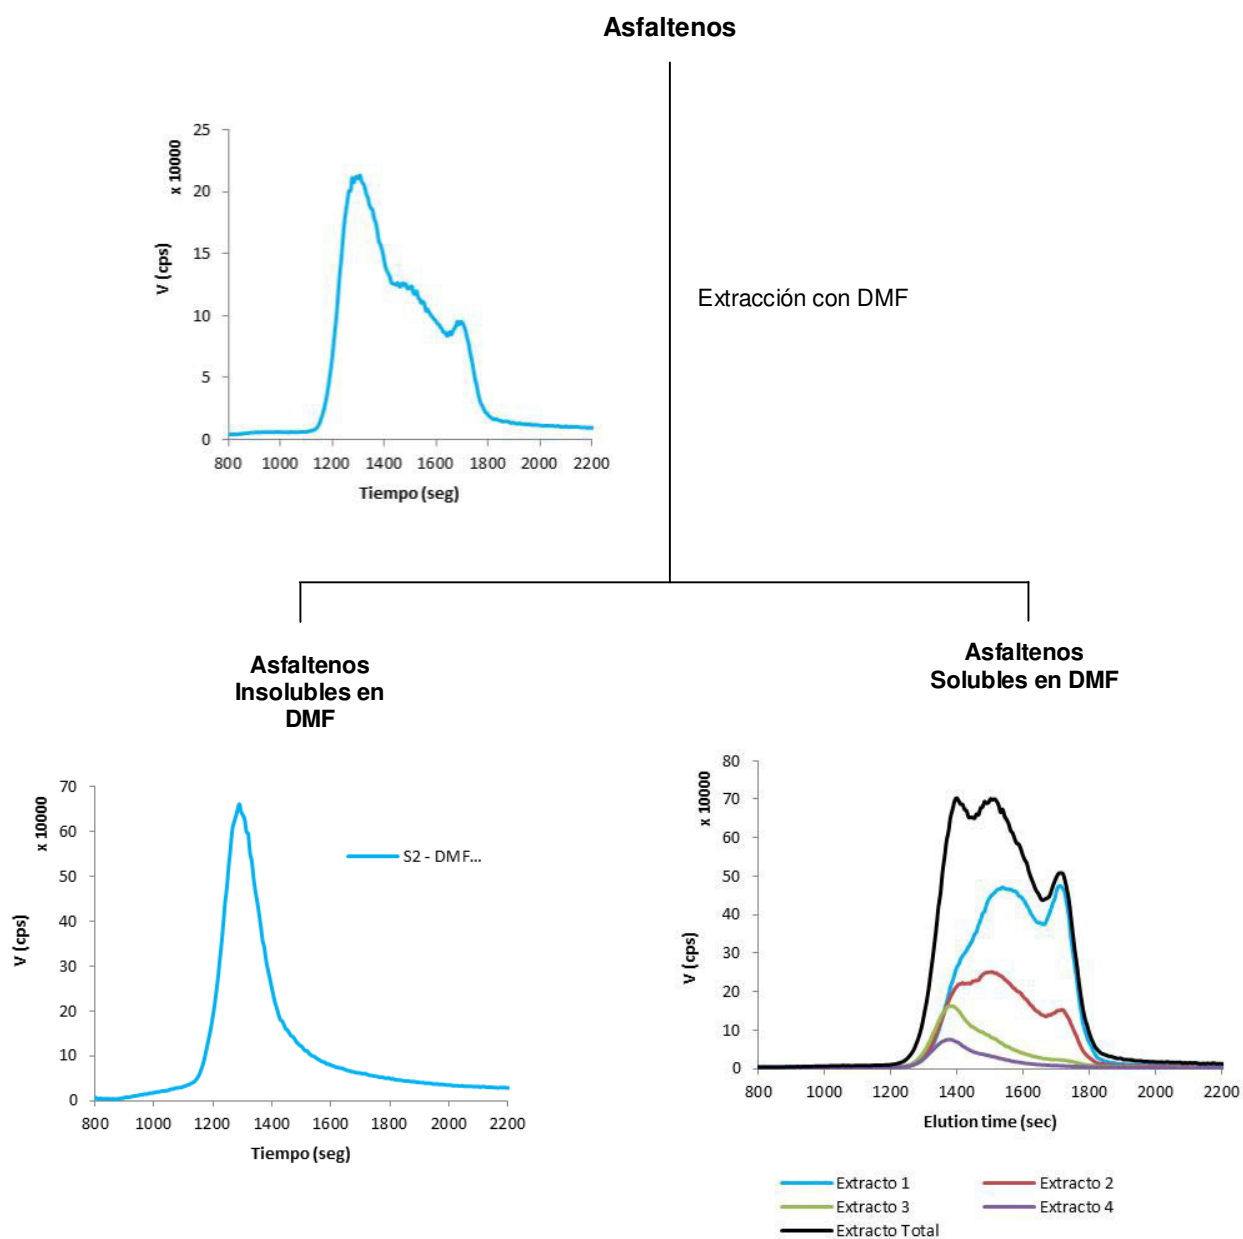 Asfaltenos
x 10000
V (cps)
25
20
15
10
5
0
800 1000 1200 1400 1600 1800 2000 2200
Tiempo (seg)
Extracción con DMF
Asfaltenos
Insolubles en
DMF
Asfaltenos
Solubles en DMF
x 10000
V (cps)
70
60
50
40
30
20
10
0
800 1000 1200 1400 1600 1800 2000 2200
Tiempo (seg)
S2 - DMF...
x 10000
V (cps)
80
70
60
50
40
30
20
10
0
800 1000 1200 1400 1600 1800 2000 2200
Elution time (sec)
Extracto 1 Extracto 2
Extracto 3 Extracto 4
Extracto Total